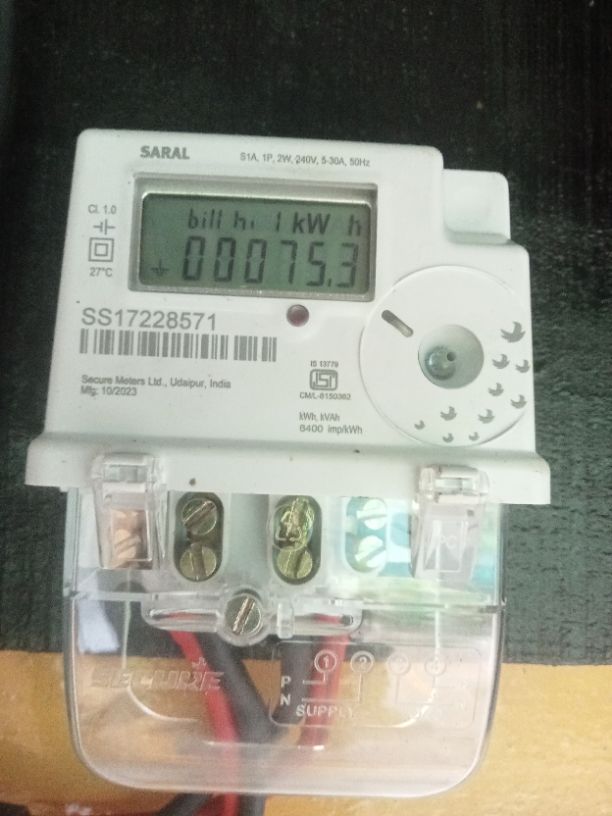 SARAL
S1A, 1P, 2W, 240V, 5-30A, 50Hz
Cl. 1.0
27°C
bill hi 1 kW h
00075.3
SS17228571
Secure Meters Ltd., Udaipur, India
Mfg. 10/2023
IS 13779
CM/L-8150362
kWh, kVAh
6400 imp/kWh
SECURE
1 2
P
N
SUPPLY